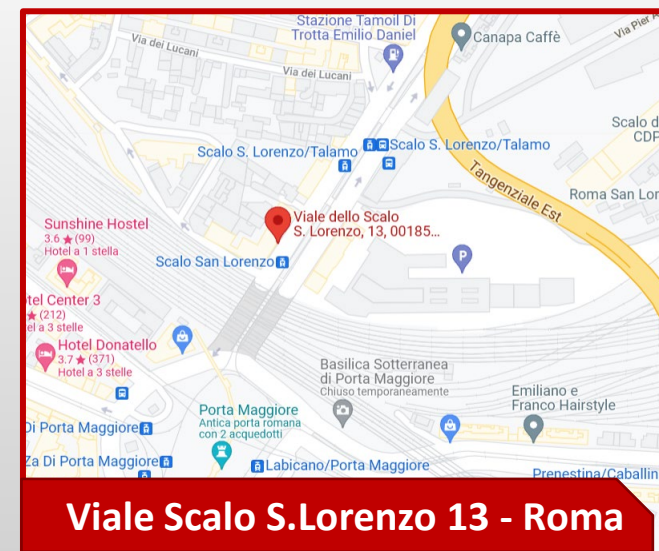 Stazione Tamoil Di
Trotta Emilio Daniel
Canapa Caffè
Via dei Lucani
Via dei Lucani
Scalo S. Lorenzo/Talamo
Scalo S. Lorenzo/Talamo
Tangenziale Est
Viale dello Scalo
S. Lorenzo, 13, 00185...
P
Sunshine Hostel
3.6 ★ (99)
Hotel a 1 stella
Scalo San Lorenzo
Roma San Lor
Scalo d
CDP
tel Center 3
★ (212)
el a 3 stelle
Hotel Donatello
3.7 ★ (371)
Hotel a 3 stelle
Basilica Sotterranea
di Porta Maggiore
Chiuso temporaneamente
Emiliano e
Franco Hairstyle
Porta Maggiore
Antica porta romana
con 2 acquedotti
Di Porta Maggiore
Za Di Porta Maggiore
Labicano/Porta Maggiore
Prenestina/Caballin
Viale Scalo S.Lorenzo 13 - Roma